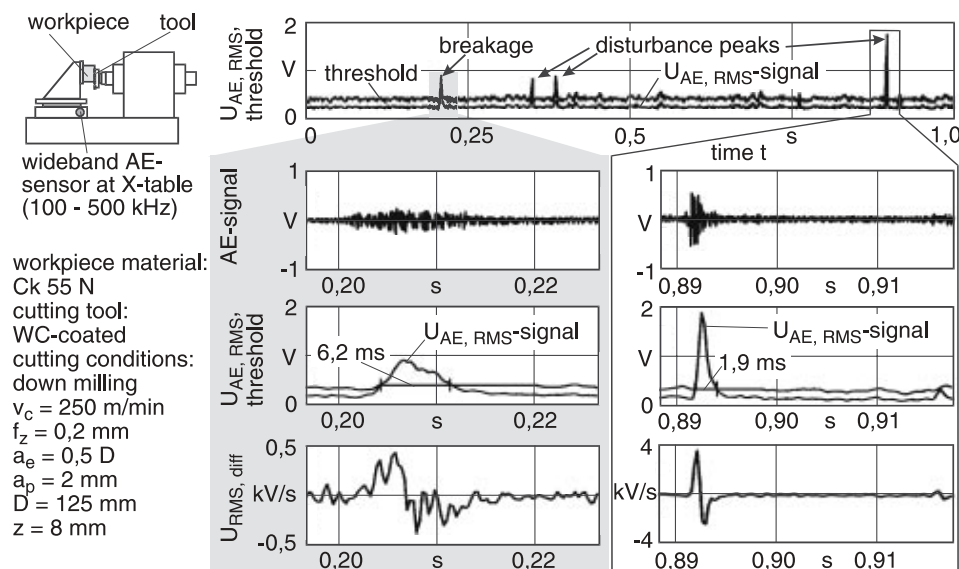 workpiece tool
wideband AE-
sensor at X-table
(100 - 500 kHz)
workpiece material:
Ck 55 N
cutting tool:
WC-coated
cutting conditions:
down milling
v_c = 250 m/min
f_z = 0,2 mm
a_e = 0,5 D
a_p = 2 mm
D = 125 mm
z = 8 mm
U_AE, RMS,
threshold
2
V
0
breakage
disturbance peaks
threshold
U_AE, RMS-signal
0 0,25 0,5 s 1,0
time t
AE-signal
1
V
-1
0,20 s 0,22
1
V
-1
0,89 0,90 s 0,91
U_AE, RMS,
threshold
2
V
0
U_AE, RMS-signal
6,2 ms
0,20 s 0,22
2
V
0
U_AE, RMS-signal
1,9 ms
0,89 0,90 s 0,91
U_RMS, diff
0,5
kV/s
-0,5
0,20 s 0,22
4
kV/s
-4
0,89 0,90 s 0,91